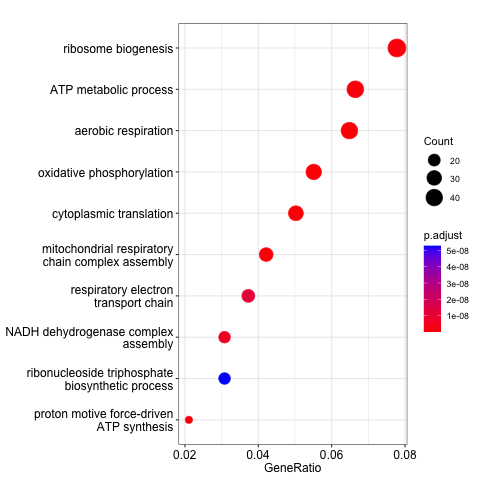 ribosome biogenesis
ATP metabolic process
aerobic respiration
oxidative phosphorylation
cytoplasmic translation
mitochondrial respiratory
chain complex assembly
respiratory electron
transport chain
NADH dehydrogenase complex
assembly
ribonucleoside triphosphate
biosynthetic process
proton motive force-driven
ATP synthesis
0.02 0.04 0.06 0.08
GeneRatio
Count
20
30
40
p.adjust
5e-08
4e-08
3e-08
2e-08
1e-08